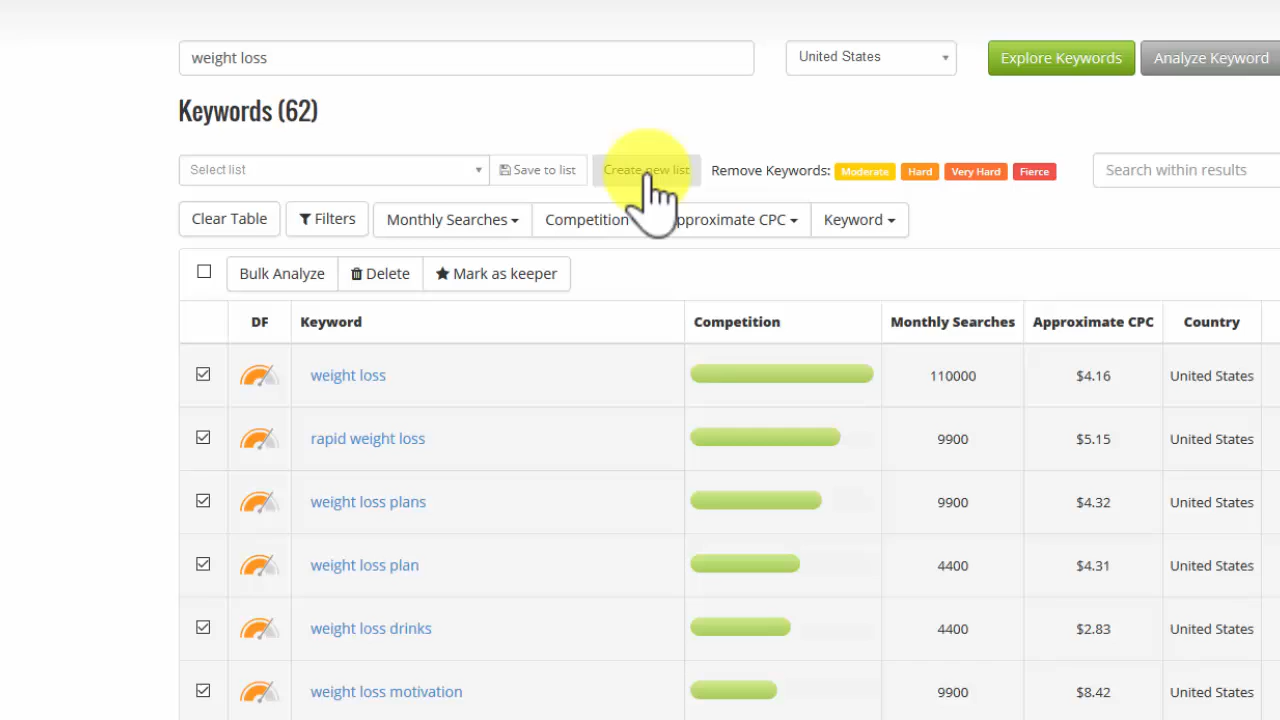 weight loss United States Explore Keywords Analyze Keyword
Keywords (62)
Select list Save to list Create new list Remove Keywords: Moderate Hard Very Hard Fierce Search within results
Clear Table Filters Monthly Searches Competition pproximate CPC Keyword
Bulk Analyze Delete Mark as keeper
DF Keyword Competition Monthly Searches Approximate CPC Country
weight loss 110000 $4.16 United States
rapid weight loss 9900 $5.15 United States
weight loss plans 9900 $4.32 United States
weight loss plan 4400 $4.31 United States
weight loss drinks 4400 $2.83 United States
weight loss motivation 9900 $8.42 United States